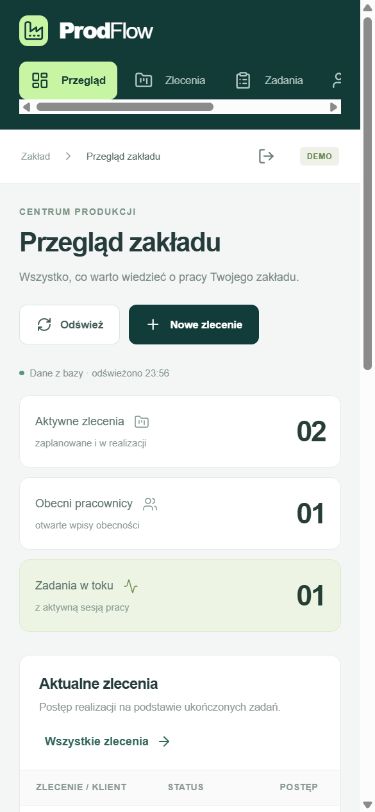 ProdFlow
Przegląd
Zlecenia
Zadania
Zakład
Przegląd zakładu
DEMO
CENTRUM PRODUKCJI
Przegląd zakładu
Wszystko, co warto wiedzieć o pracy Twojego zakładu.
Odśwież
Nowe zlecenie
Dane z bazy · odświeżono 23:56
Aktywne zlecenia
zaplanowane i w realizacji
02
Obecni pracownicy
otwarte wpisy obecności
01
Zadania w toku
z aktywną sesją pracy
01
Aktualne zlecenia
Postęp realizacji na podstawie ukończonych zadań.
Wszystkie zlecenia
ZLECENIE / KLIENT
STATUS
POSTĘP